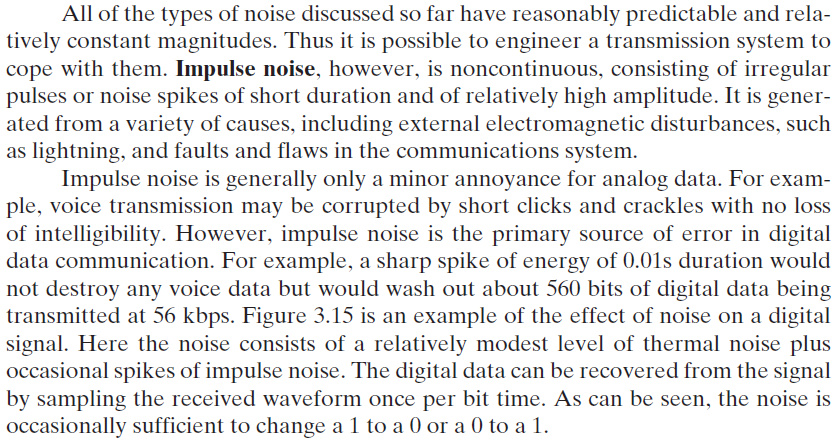 All of the types of noise discussed so far have reasonably predictable and rela-
tively constant magnitudes. Thus it is possible to engineer a transmission system to
cope with them. Impulse noise, however, is noncontinuous, consisting of irregular
pulses or noise spikes of short duration and of relatively high amplitude. It is gener-
ated from a variety of causes, including external electromagnetic disturbances, such
as lightning, and faults and flaws in the communications system.
Impulse noise is generally only a minor annoyance for analog data. For exam-
ple, voice transmission may be corrupted by short clicks and crackles with no loss
of intelligibility. However, impulse noise is the primary source of error in digital
data communication. For example, a sharp spike of energy of 0.01s duration would
not destroy any voice data but would wash out about 560 bits of digital data being
transmitted at 56 kbps. Figure 3.15 is an example of the effect of noise on a digital
signal. Here the noise consists of a relatively modest level of thermal noise plus
occasional spikes of impulse noise. The digital data can be recovered from the signal
by sampling the received waveform once per bit time. As can be seen, the noise is
occasionally sufficient to change a 1 to a 0 or a 0 to a 1.